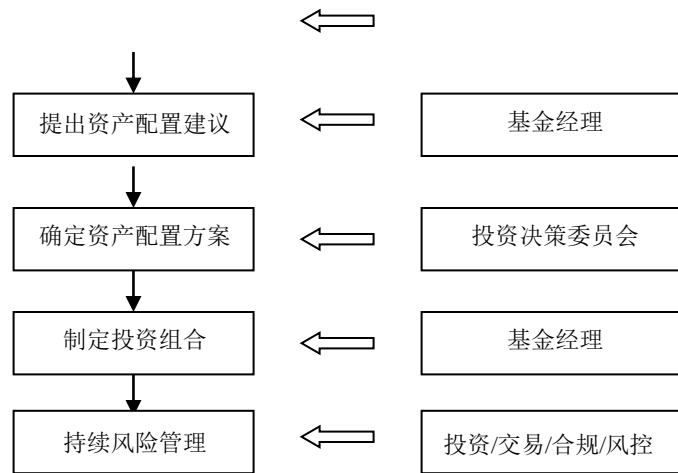 提出资产配置建议
基金经理
确定资产配置方案
投资决策委员会
制定投资组合
基金经理
持续风险管理
投资/交易/合规/风控